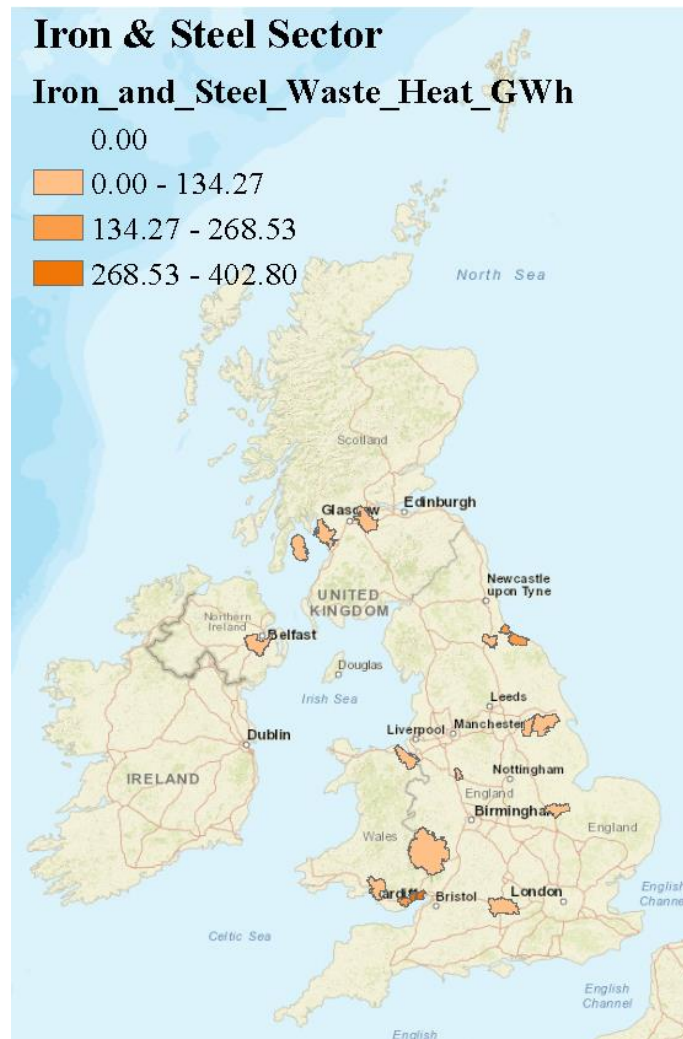 Iron & Steel Sector
Iron_and_Steel_Waste_Heat_GWh
0.00
0.00 - 134.27
134.27 - 268.53
268.53 - 402.80
North Sea
Scotland
Glasgow
Edinburgh
UNITED
KINGDOM
Newcastle
upon Tyne
Northern
Ireland
Belfast
Douglas
Irish Sea
Leeds
Liverpool
Manchester
Dublin
IRELAND
Nottingham
England
Birmingha
Wales
England
ardiff
Bristol
London
English
Channel
Celtic Sea
English
Channel
English